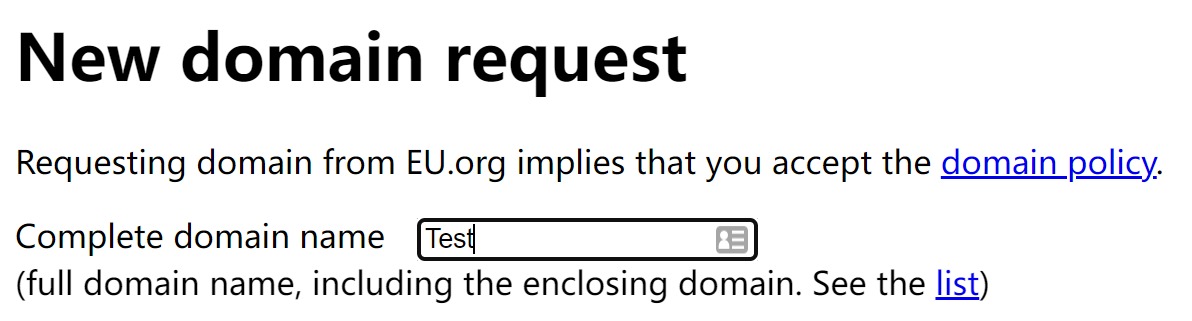 New domain request
Requesting domain from EU.org implies that you accept the domain policy.
Complete domain name Test
(full domain name, including the enclosing domain. See the list)